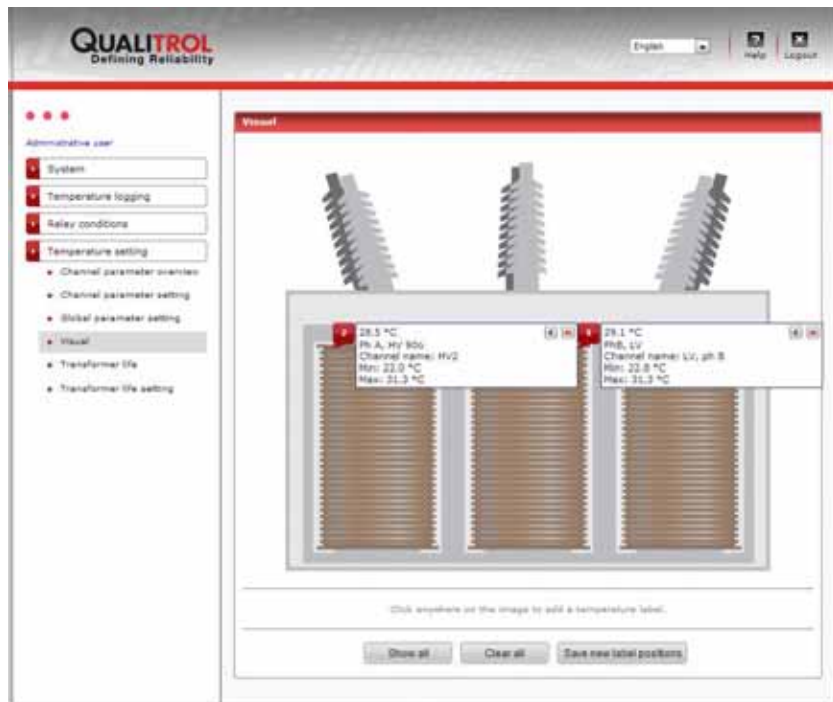 QUALITROL
Defining Reliability
English
Help
Logout
Administrative user
System
Temperature logging
Relay conditions
Temperature setting
Channel parameter overview
Channel parameter setting
Global parameter setting
Visual
Transformer life
Transformer life setting
Visual
2
28.5 °C
Ph A, HV
Channel name: HV2
Min: 22.0 °C
Max: 31.3 °C
29.1 °C
PhB, LV
Channel name: LV, ph B
Min: 22.8 °C
Max: 31.3 °C
Click anywhere on the image to add a temperature label.
Show all
Clear all
Save new label positions